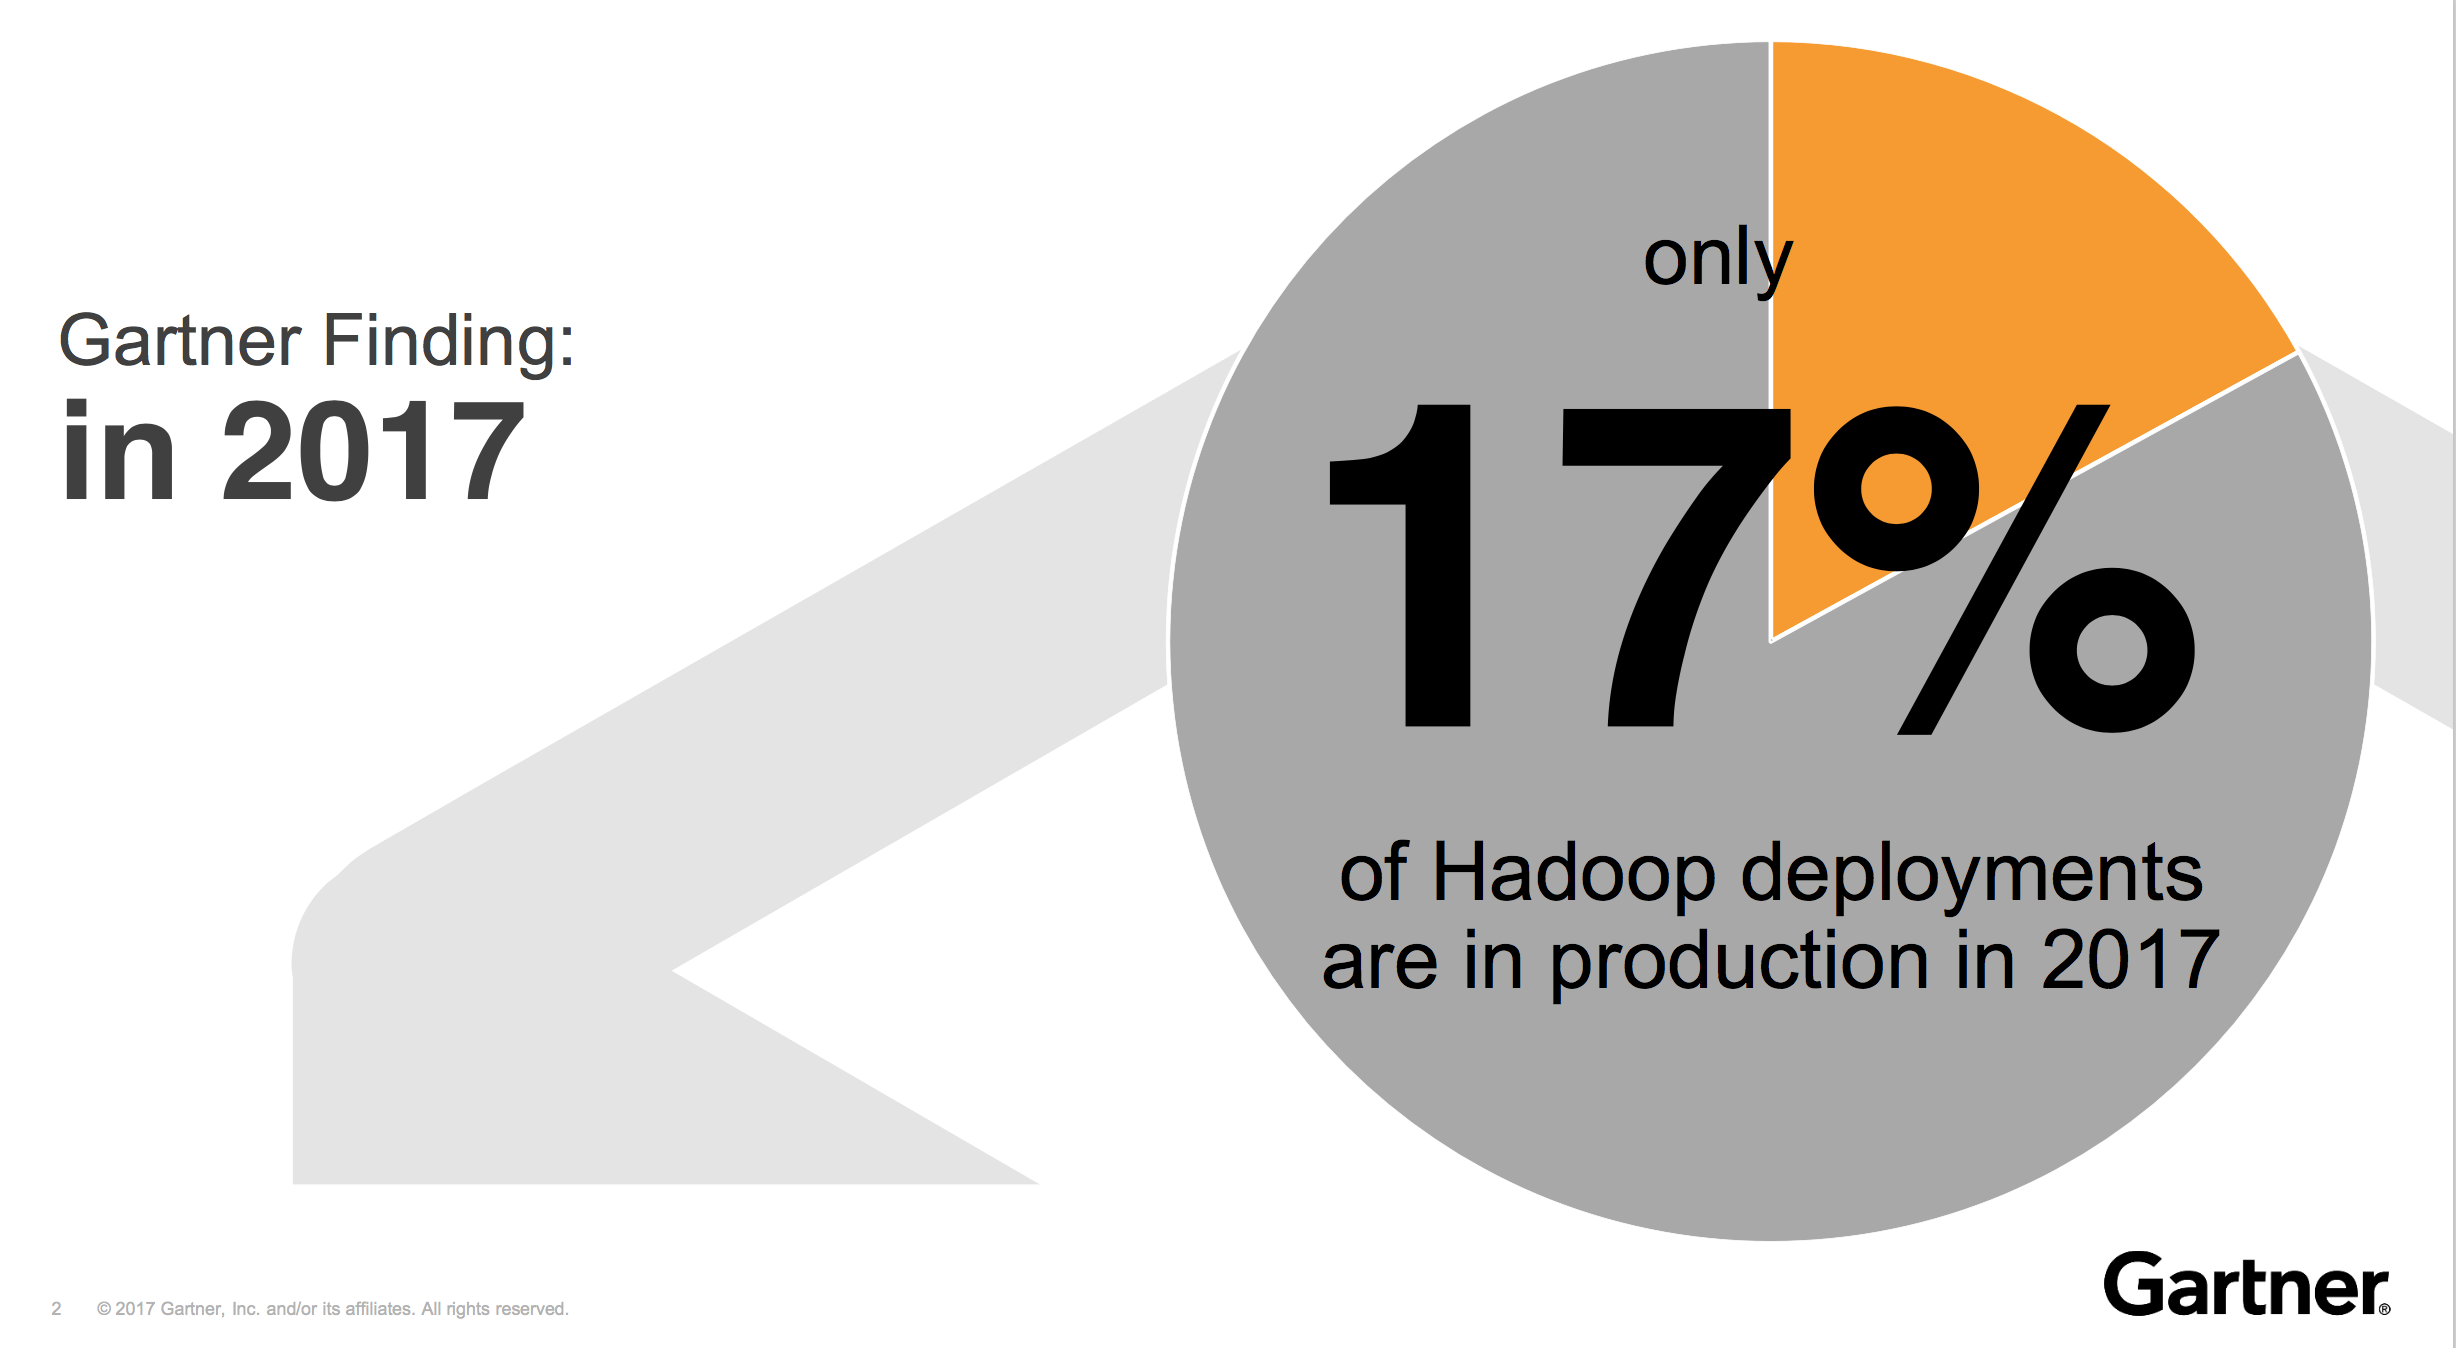 Gartner Finding:
in 2017
only
17%
of Hadoop deployments
are in production in 2017
2 © 2017 Gartner, Inc. and/or its affiliates. All rights reserved.
Gartner®